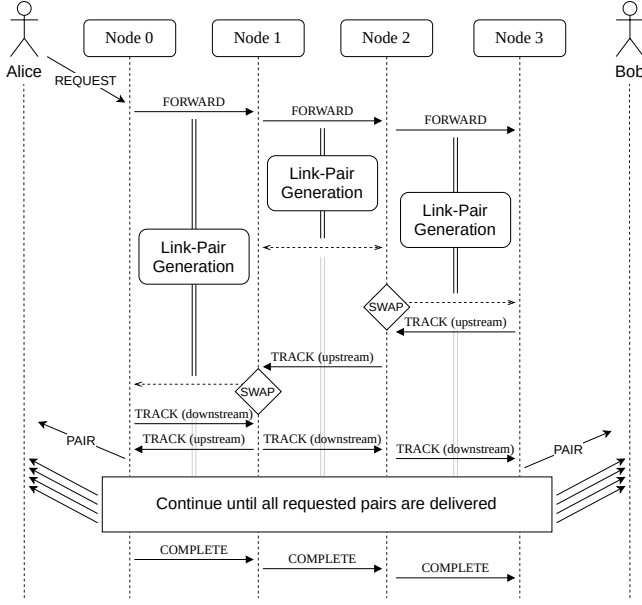 Node 0
Node 1
Node 2
Node 3
Alice
Bob
REQUEST
FORWARD
FORWARD
FORWARD
Link-Pair
Generation
Link-Pair
Generation
Link-Pair
Generation
SWAP
TRACK (upstream)
TRACK (upstream)
SWAP
TRACK (downstream)
PAIR
TRACK (upstream)
TRACK (downstream)
TRACK (downstream)
PAIR
Continue until all requested pairs are delivered
COMPLETE
COMPLETE
COMPLETE